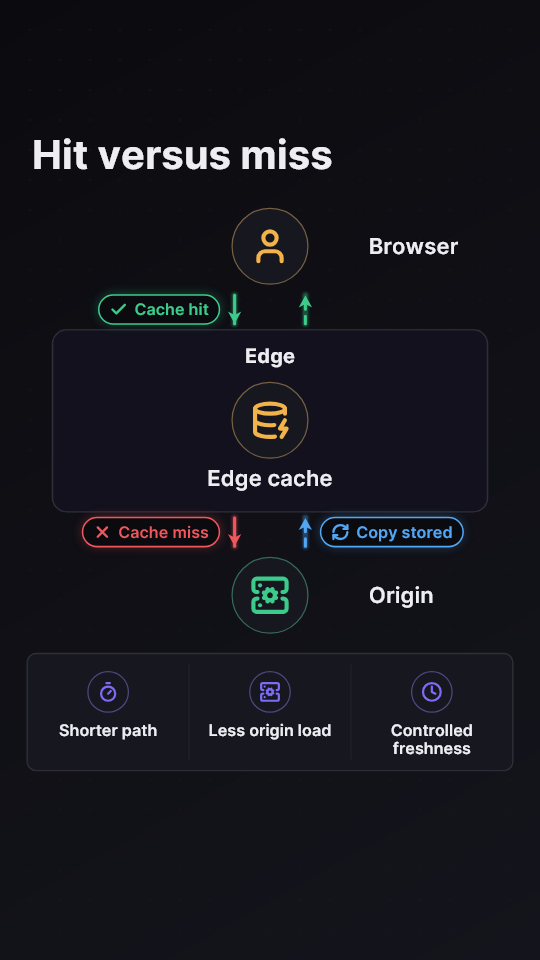 Hit versus miss
Browser
Cache hit
Edge
Edge cache
Cache miss
Copy stored
Origin
Shorter path
Less origin load
Controlled
freshness